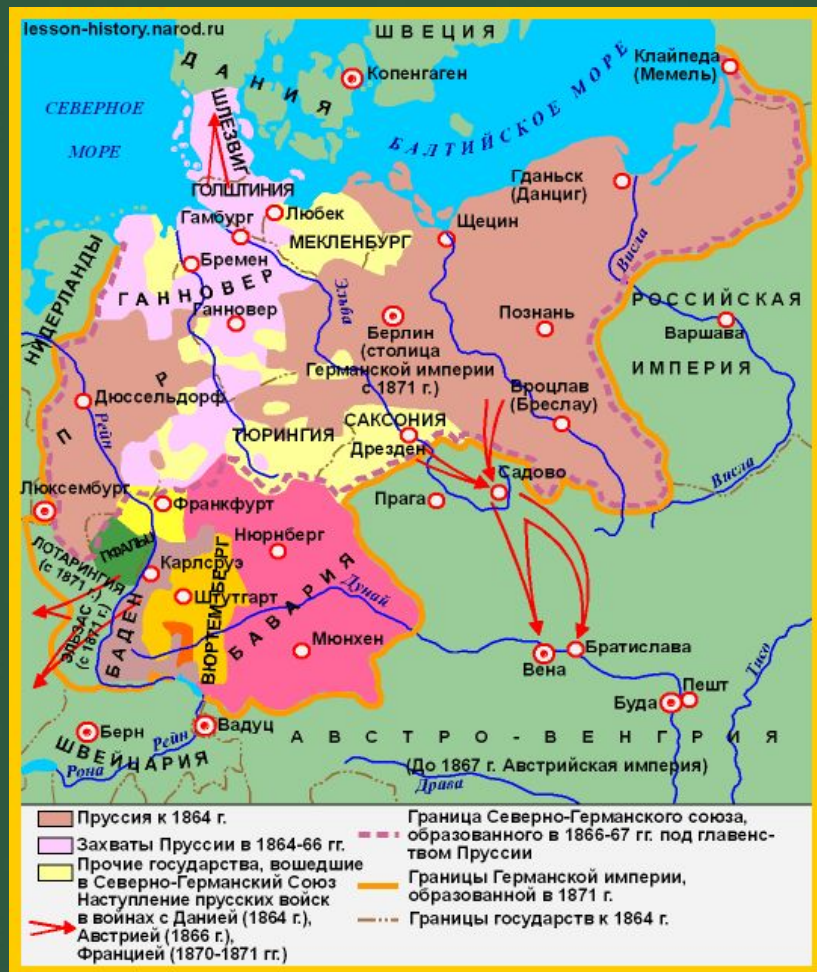 lesson-history.narod.ru
ШВЕЦИЯ
ДАНИЯ
Копенгаген
Клайпеда
(Мемель)
СЕВЕРНОЕ
МОРЕ
БАЛТИЙСКОЕ МОРЕ
ШЛЕЗВИГ
ГОЛШТИНИЯ
Гданьск
(Данциг)
Любек
Гамбург
МЕКЛЕНБУРГ
Щецин
Бремен
Висла
НИДЕРЛАНДЫ
ГАННОВЕР
Эльба
РОССИЙСКАЯ
ИМПЕРИЯ
Ганновер
Берлин
(столица
Германской империи
с 1871 г.)
Познань
Варшава
П Р
Дюссельдорф
Рейн
Вроцлав
(Бреслау)
ТЮРИНГИЯ
САКСОНИЯ
Дрезден
Садово
Висла
Прага
Люксембург
Франкфурт
ПФАЛЬЦ
ЛОТАРИНГИЯ
(с 1871 г.)
Нюрнберг
Карлсруэ
Штутгарт
ЭЛЬЗАС
(с 1871 г.)
БАДЕН
ВЮРТЕМБЕРГ
БАВАРИЯ
Дунай
Мюнхен
Вена
Братислава
Тисо
Буда
Пешт
Берн
Вадуц
Рейн
ШВЕЙЦАРИЯ
Рона
АВСТРО-ВЕНГРИЯ
(До 1867 г. Австрийская империя)
Драва
Пруссия к 1864 г.
Захваты Пруссии в 1864-66 гг.
Прочие государства, вошедшие
в Северно-Германский Союз
Наступление прусских войск
в войнах с Данией (1864 г.),
Австрией (1866 г.),
Францией (1870-1871 гг.)
Граница Северно-Германского союза,
образованного в 1866-67 гг. под главенс-
твом Пруссии
Границы Германской империи,
образованной в 1871 г.
Границы государств к 1864 г.